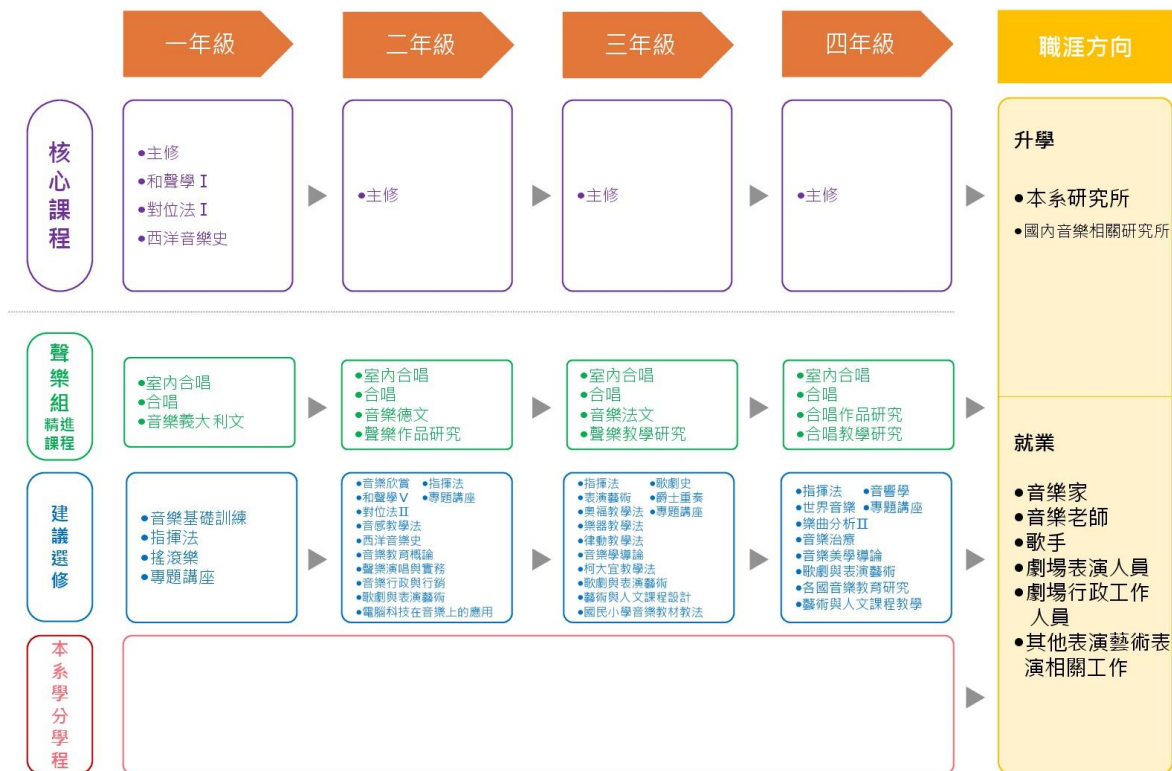 一年級
二年級
三年級
四年級
職涯方向
核心課程
●主修
●和聲學 I
●對位法 I
●西洋音樂史
●主修
●主修
●主修
升學
●本系研究所
●國內音樂相關研究所
聲樂組
精進
課程
●室內合唱
●合唱
●音樂義大利文
●室內合唱
●合唱
●音樂德文
●聲樂作品研究
●室內合唱
●合唱
●音樂法文
●聲樂教學研究
●室內合唱
●合唱
●合唱作品研究
●合唱教學研究
建議選修
●音樂基礎訓練
●指揮法
●搖滾樂
●專題講座
●音樂欣賞 ●指揮法
●和聲學 V ●專題講座
●對位法II
●音感教學法
●西洋音樂史
●音樂教育概論
●聲樂演唱與實務
●音樂行政與行銷
●歌劇與表演藝術
●電腦科技在音樂上的應用
●指揮法 ●歌劇史
●表演藝術 ●爵士重奏
●奧福教學法 ●專題講座
●樂器教學法
●律動教學法
●音樂學導論
●柯大宜教學法
●歌劇與表演藝術
●藝術與人文課程設計
●國民小學音樂教材教法
●指揮法 ●音響學
●世界音樂 ●專題講座
●樂曲分析II
●音樂治療
●音樂美學導論
●歌劇與表演藝術
●各國音樂教育研究
●藝術與人文課程教學
就業
●音樂家
●音樂老師
●歌手
●劇場表演人員
●劇場行政工作
人員
●其他表演藝術表
演相關工作
本系學分學程